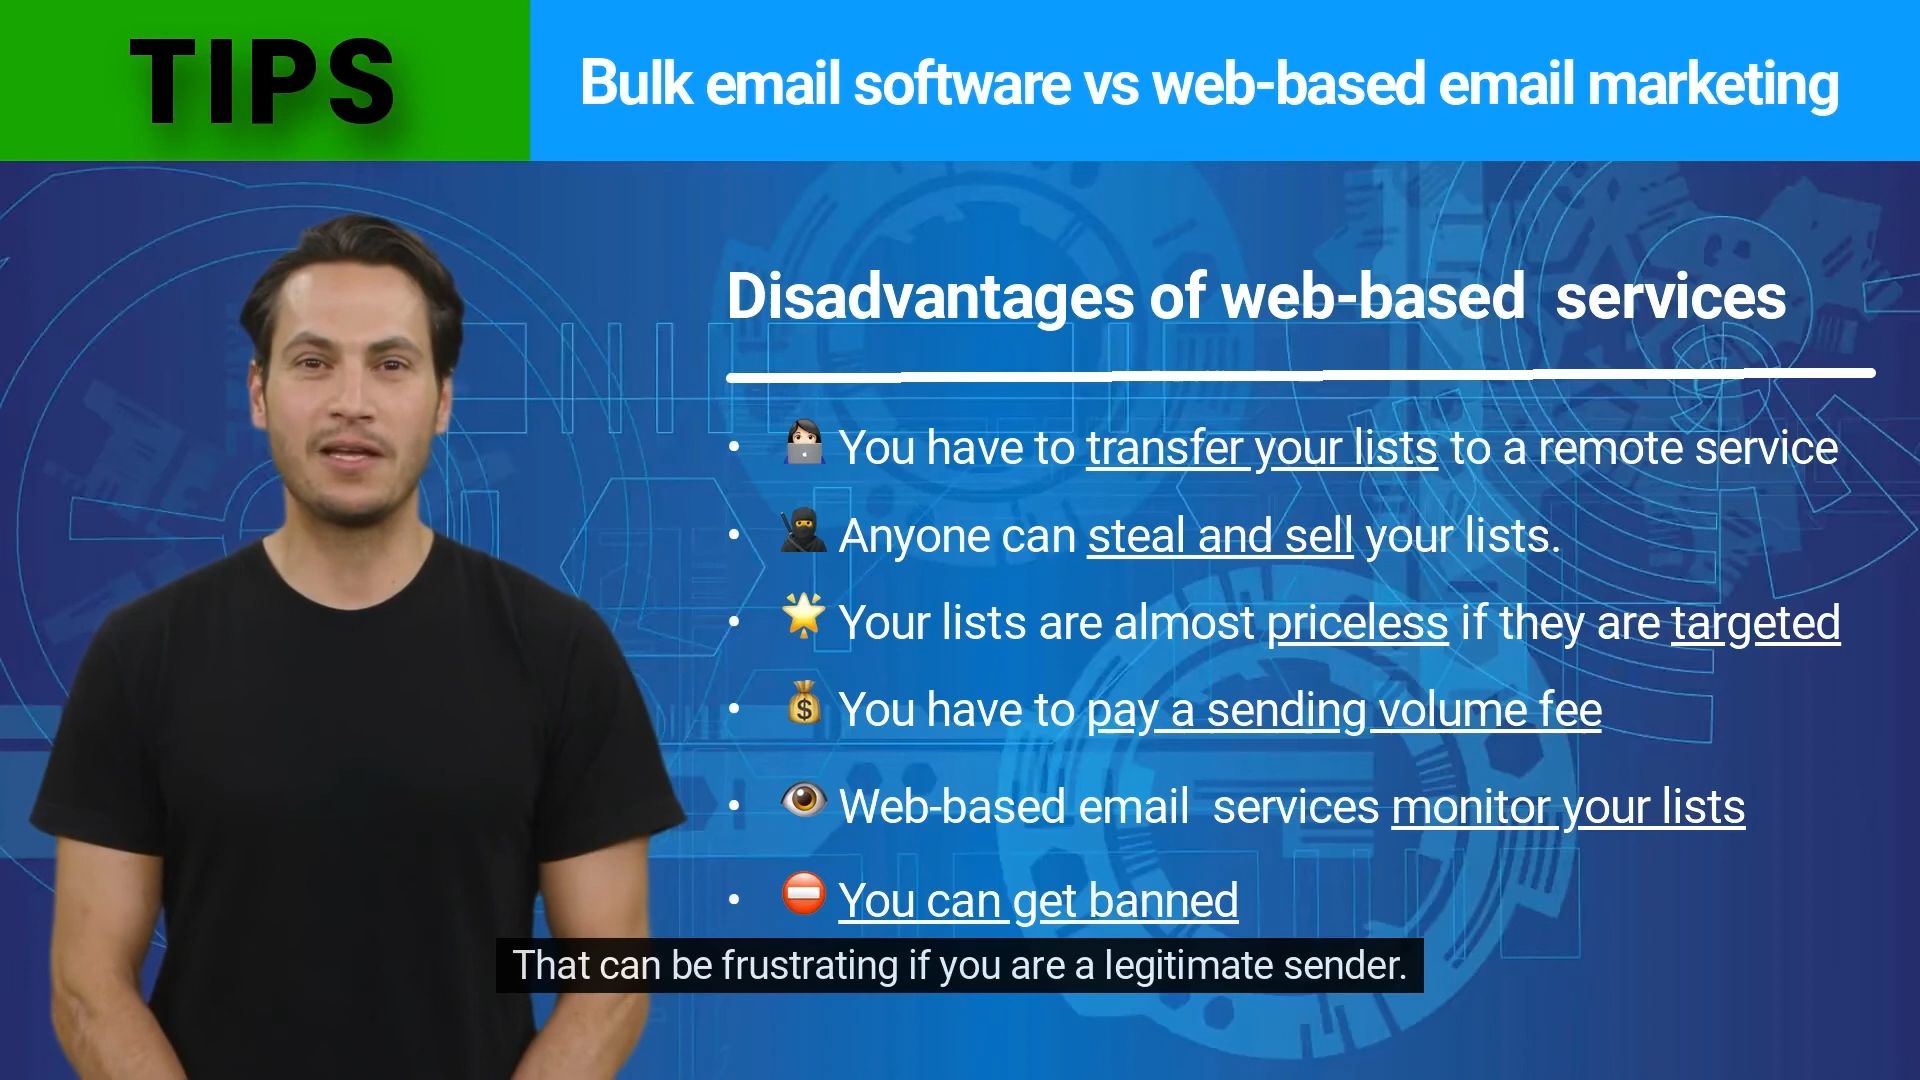 TIPS
Bulk email software vs web-based email marketing
Disadvantages of web-based  services
• You have to transfer your lists to a remote service
• Anyone can steal and sell your lists.
• Your lists are almost priceless if they are targeted
• You have to pay a sending volume fee
• Web-based email  services monitor your lists
• You can get banned
That can be frustrating if you are a legitimate sender.